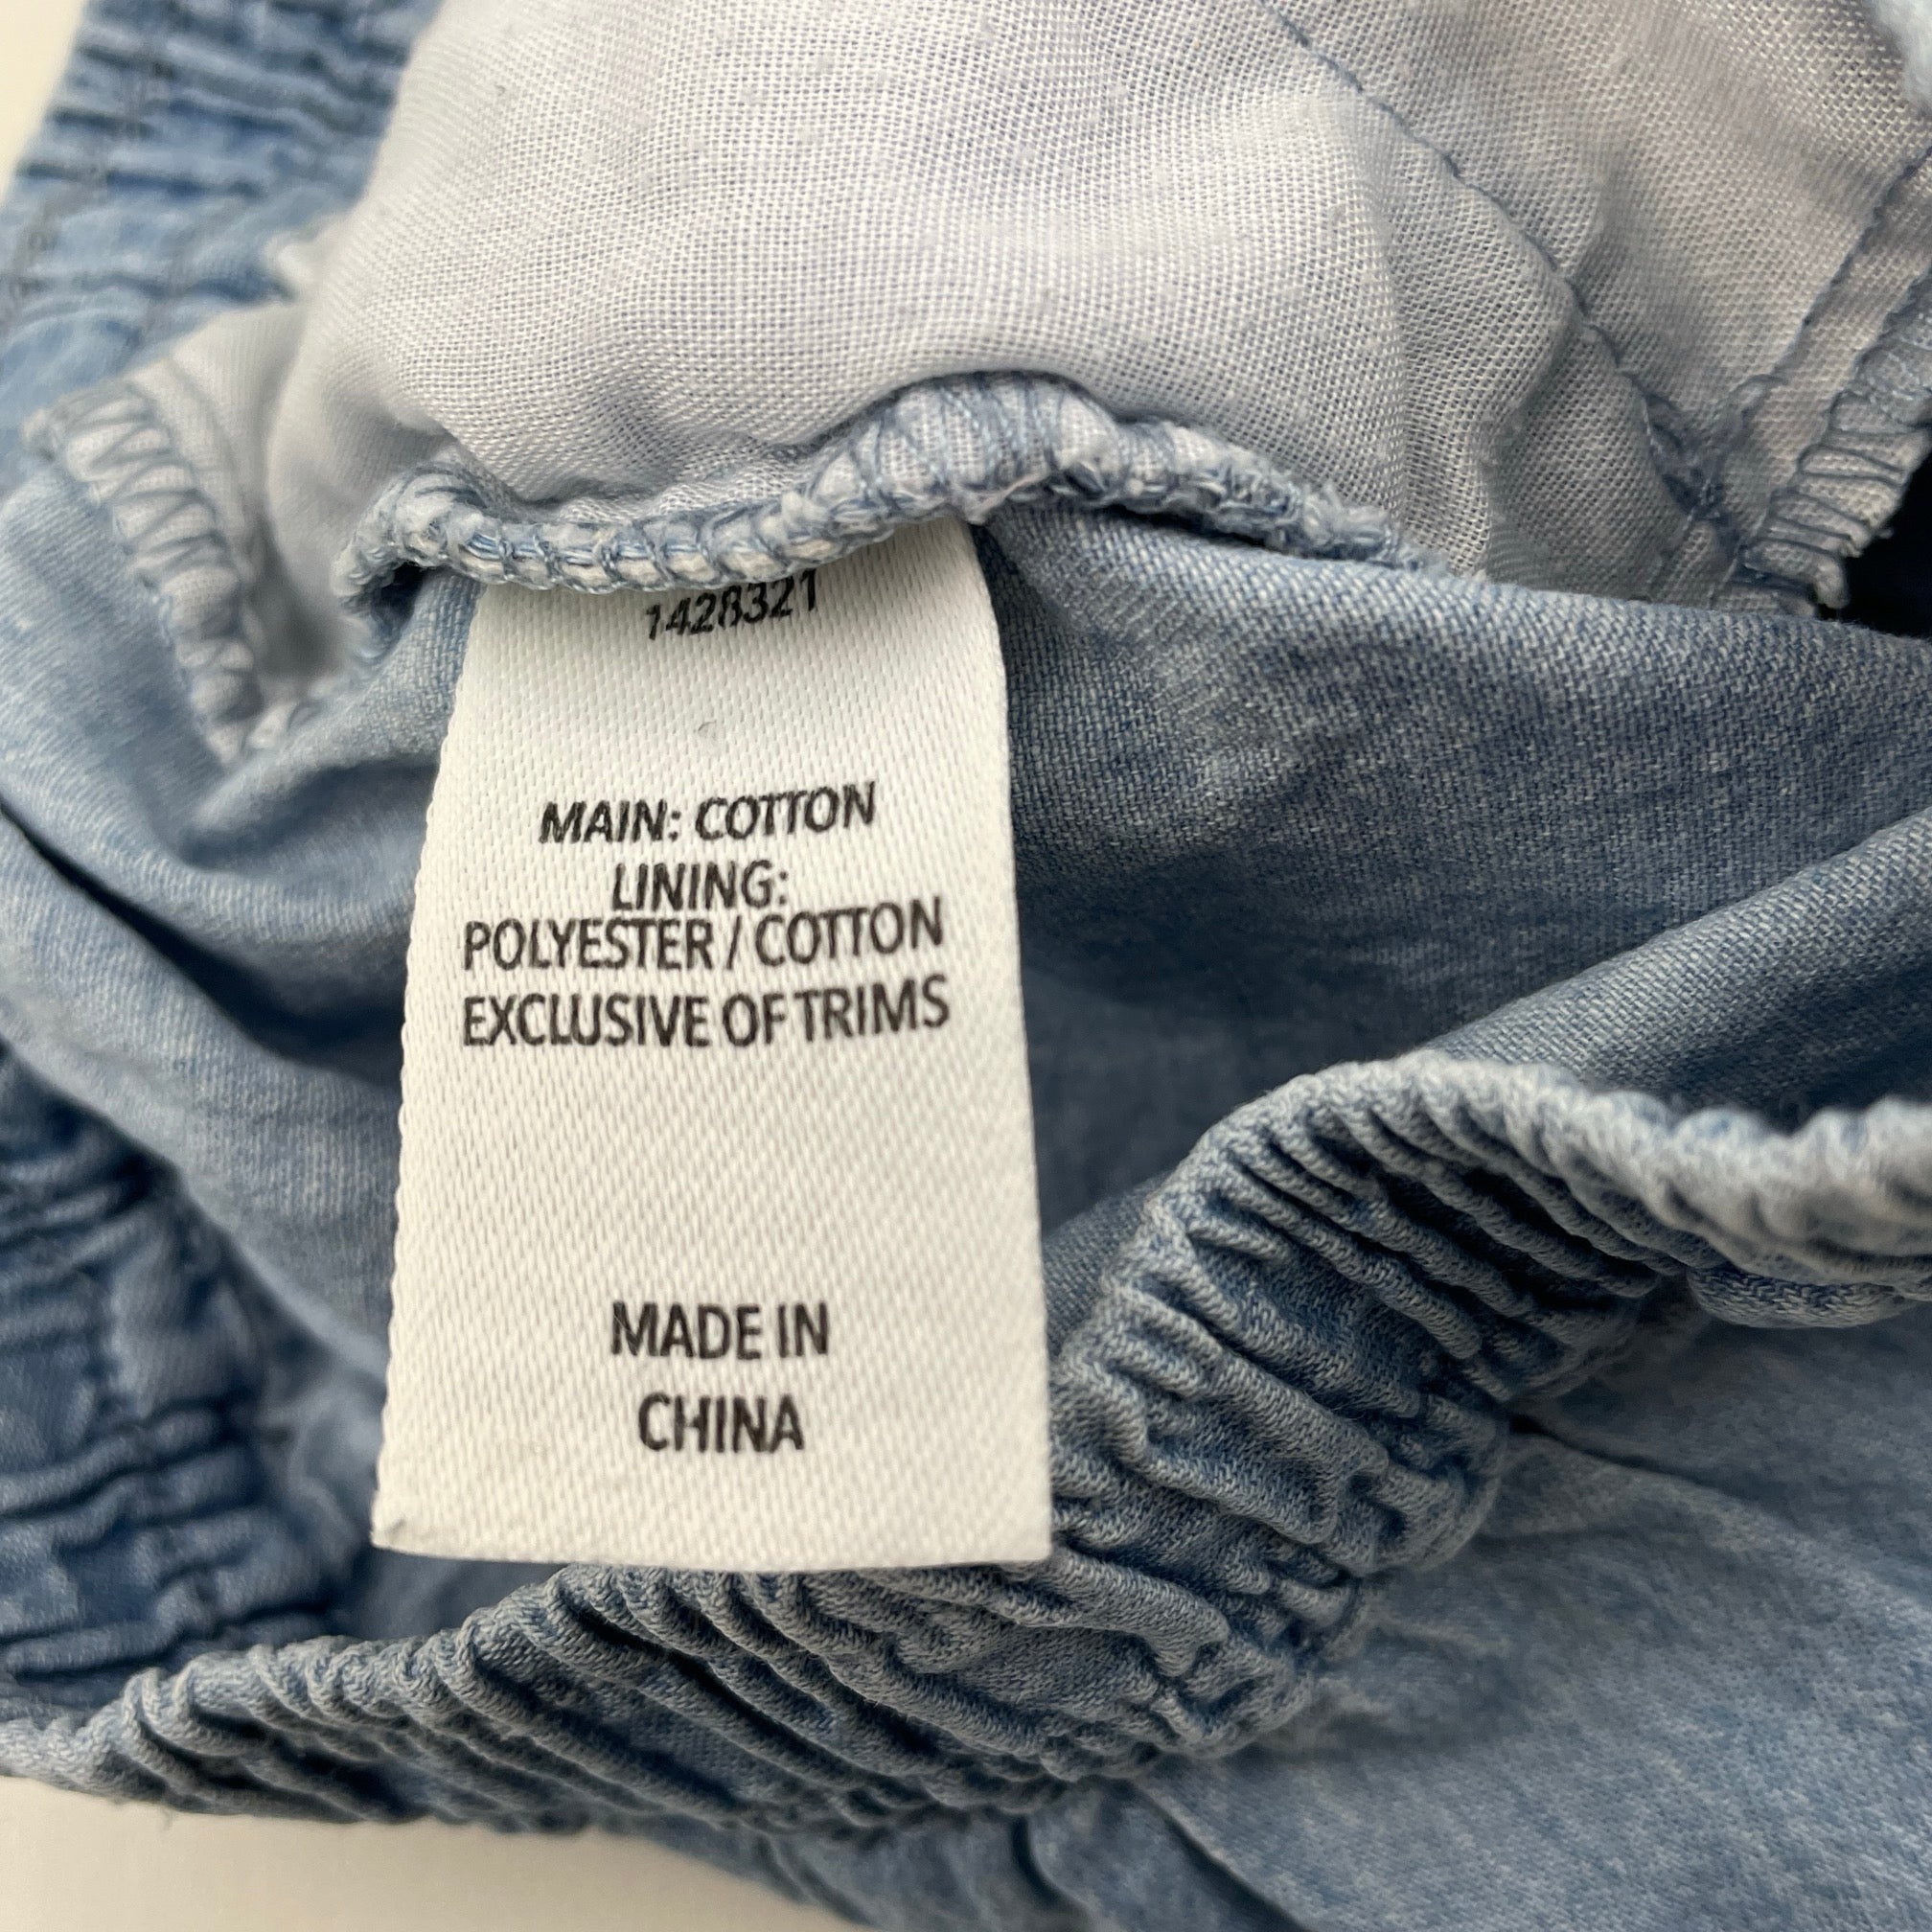 1428321
MAIN: COTTON
LINING:
POLYESTER / COTTON
EXCLUSIVE OF TRIMS
MADE IN
CHINA